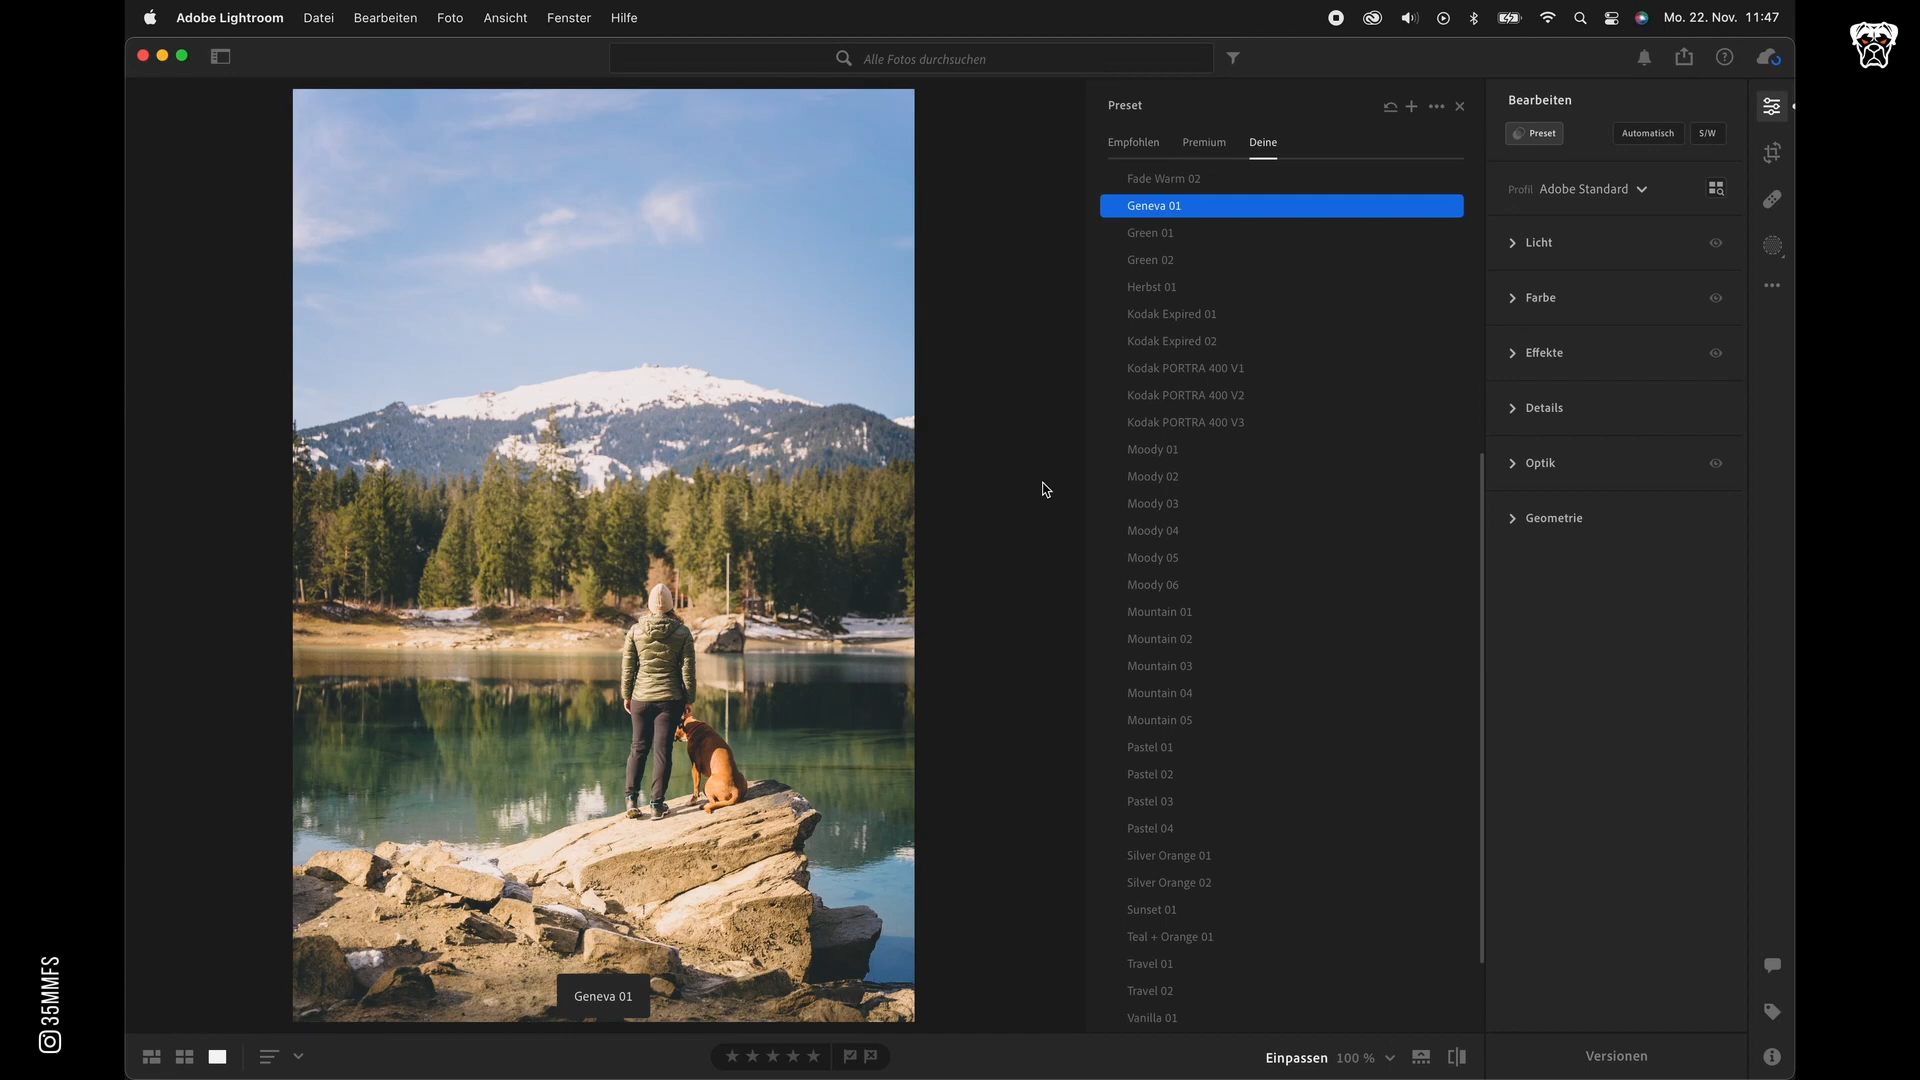 Adobe Lightroom Datei Bearbeiten Foto Ansicht Fenster Hilfe Mo. 22. Nov. 11:47
Alle Fotos durchsuchen
Preset
Empfohlen Premium Deine
Fade Warm 02
Geneva 01
Green 01
Green 02
Herbst 01
Kodak Expired 01
Kodak Expired 02
Kodak PORTRA 400 V1
Kodak PORTRA 400 V2
Kodak PORTRA 400 V3
Moody 01
Moody 02
Moody 03
Moody 04
Moody 05
Moody 06
Mountain 01
Mountain 02
Mountain 03
Mountain 04
Mountain 05
Pastel 01
Pastel 02
Pastel 03
Pastel 04
Silver Orange 01
Silver Orange 02
Sunset 01
Teal + Orange 01
Travel 01
Travel 02
Vanilla 01
Bearbeiten
Preset Automatisch S/W
Profil Adobe Standard
Licht
Farbe
Effekte
Details
Optik
Geometrie
Geneva 01
Einpassen 100 %
Versionen
35MMFS